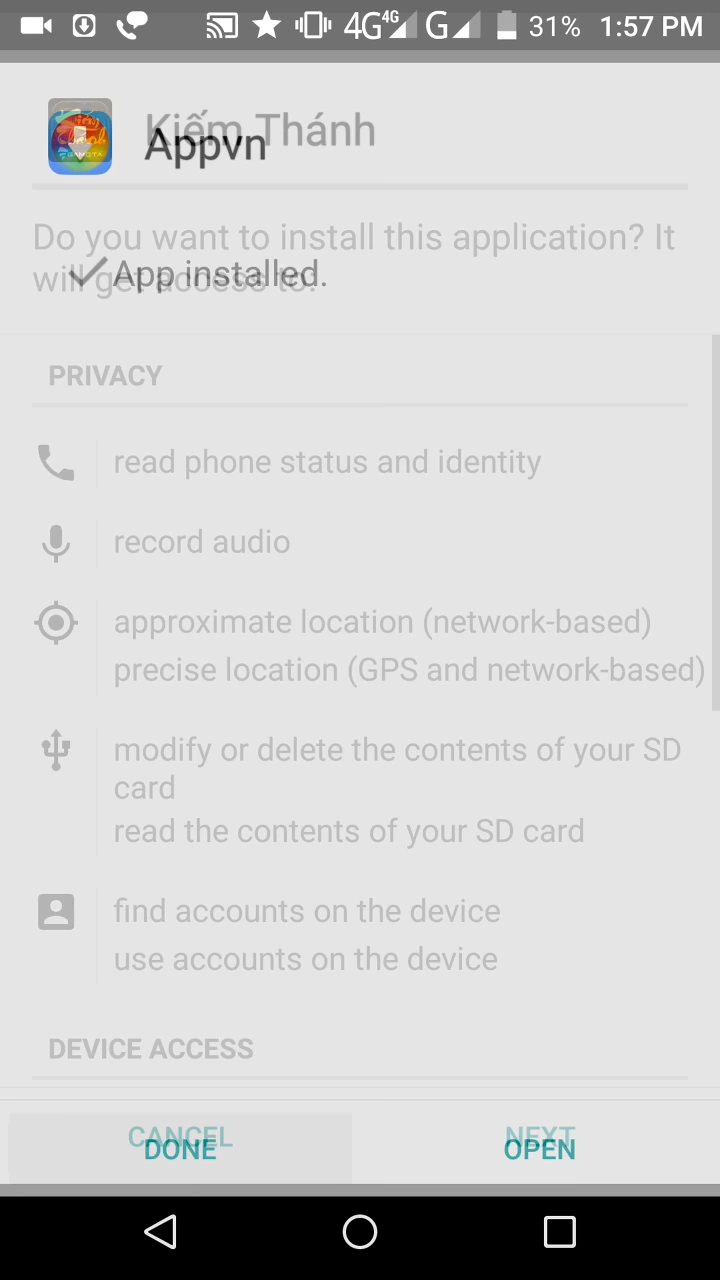 4G 4G G 31% 1:57 PM
Kiếm Thánh
Appvn
Do you want to install this application? It
will get access to:
App installed.
PRIVACY
read phone status and identity
record audio
approximate location (network-based)
precise location (GPS and network-based)
modify or delete the contents of your SD
card
read the contents of your SD card
find accounts on the device
use accounts on the device
DEVICE ACCESS
CANCEL NEXT
DONE OPEN